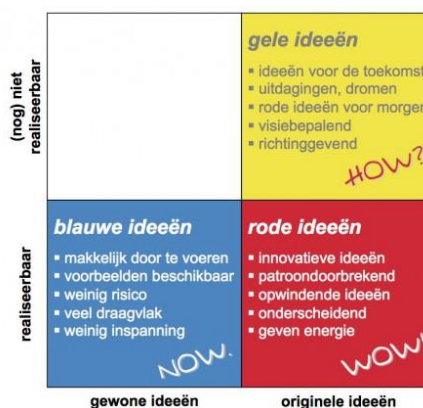 (nog) niet
realiseerbaar
gele ideeën
▪ ideeën voor de toekomst
▪ uitdagingen, dromen
▪ rode ideeën voor morgen
▪ visiebepalend
▪ richtinggevend
HOW?
realiseerbaar
blauwe ideeën
▪ makkelijk door te voeren
▪ voorbeelden beschikbaar
▪ weinig risico
▪ veel draagvlak
▪ weinig inspanning
NOW.
rode ideeën
▪ innovatieve ideeën
▪ patroondoorbrekend
▪ opwindende ideeën
▪ onderscheidend
▪ geven energie
WOW!
gewone ideeën
originele ideeën